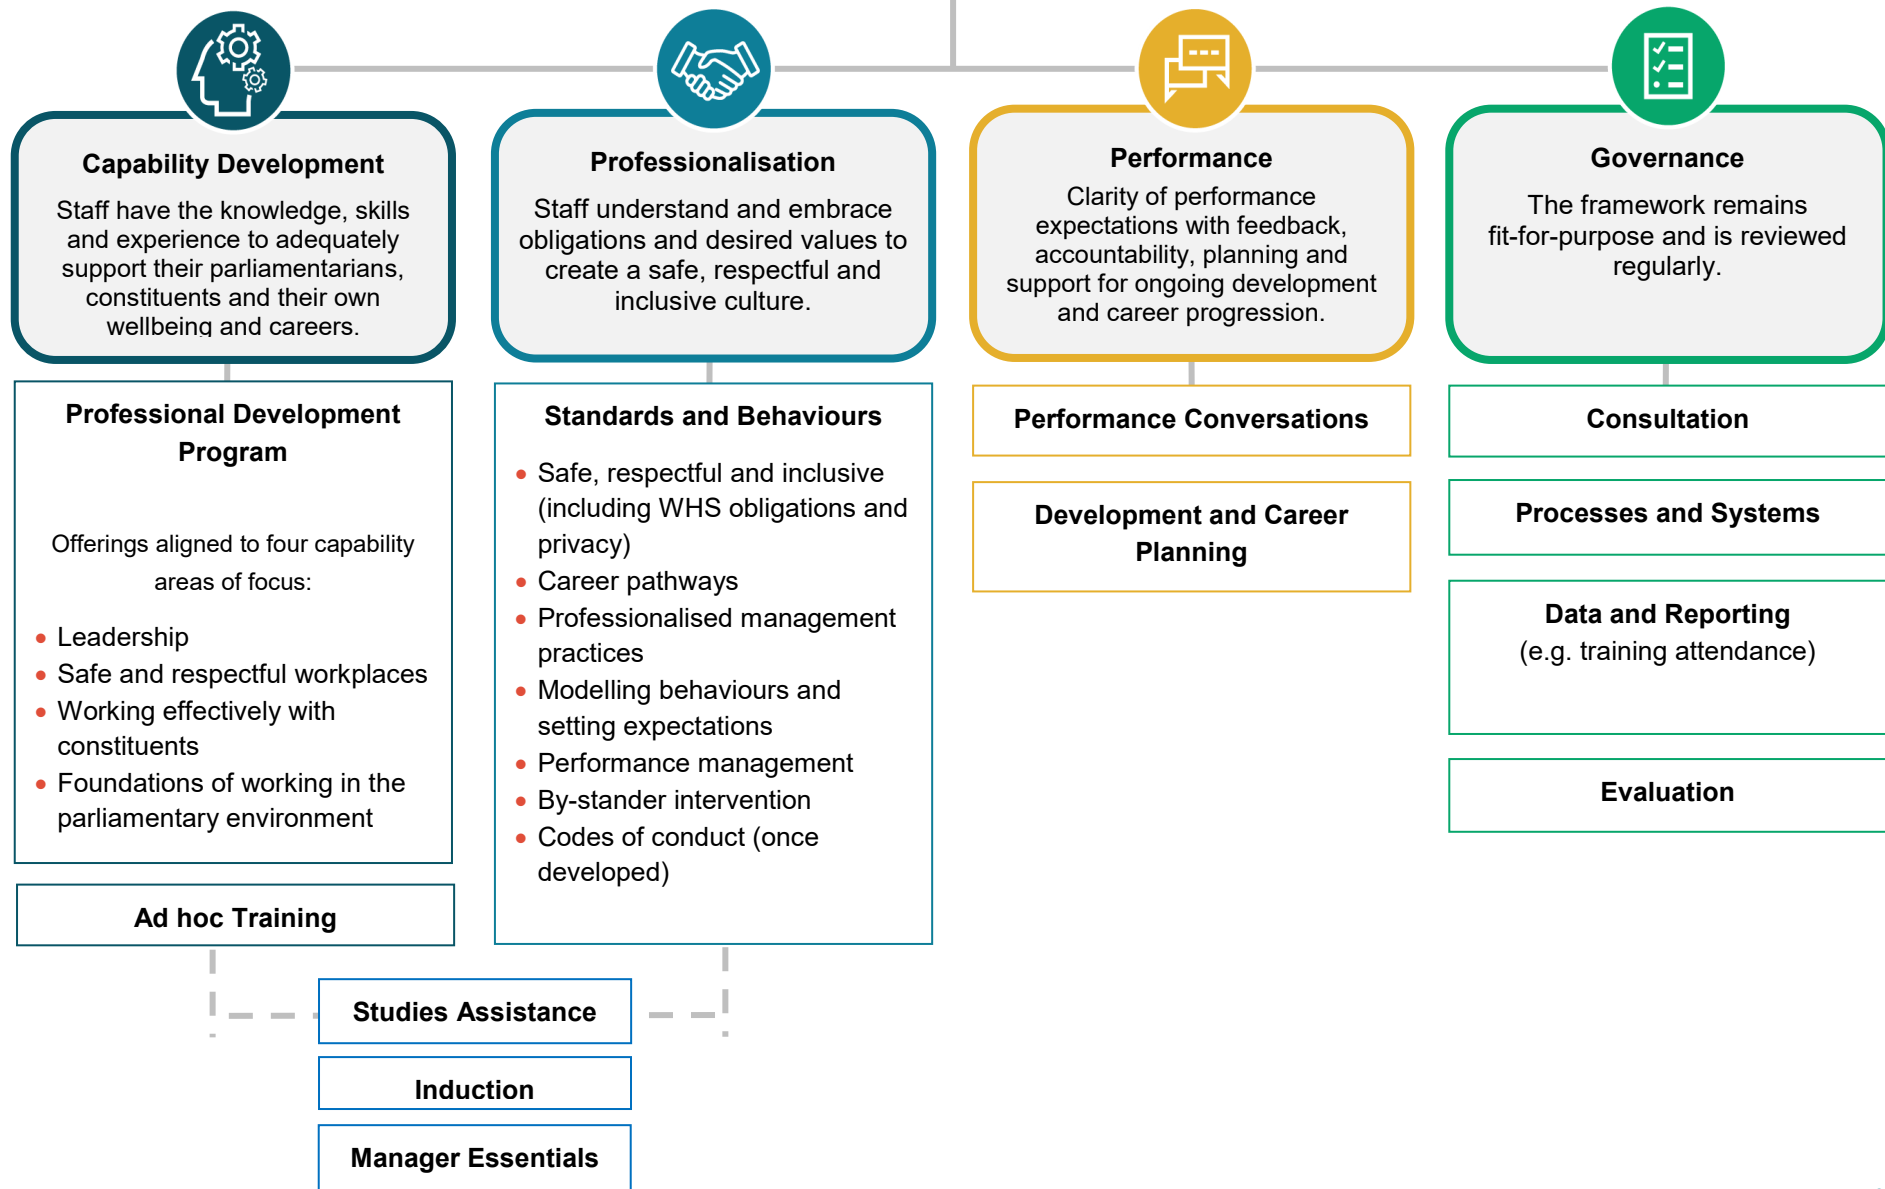 Capability Development
Staff have the knowledge, skills
and experience to adequately
support their parliamentarians,
constituents and their own
wellbeing and careers.
Professional Development
Program
Offerings aligned to four capability
areas of focus:
• Leadership
• Safe and respectful workplaces
• Working effectively with
constituents
• Foundations of working in the
parliamentary environment
Ad hoc Training
Professionalisation
Staff understand and embrace
obligations and desired values to
create a safe, respectful and
inclusive culture.
Standards and Behaviours
• Safe, respectful and inclusive
(including WHS obligations and
privacy)
• Career pathways
• Professionalised management
practices
• Modelling behaviours and
setting expectations
• Performance management
• By-stander intervention
• Codes of conduct (once
developed)
Studies Assistance
Induction
Manager Essentials
Performance
Clarity of performance
expectations with feedback,
accountability, planning and
support for ongoing development
and career progression.
Performance Conversations
Development and Career
Planning
Governance
The framework remains
fit-for-purpose and is reviewed
regularly.
Consultation
Processes and Systems
Data and Reporting
(e.g. training attendance)
Evaluation